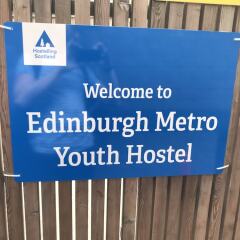 Hostelling
Scotland
Welcome to
Edinburgh Metro
Youth Hostel